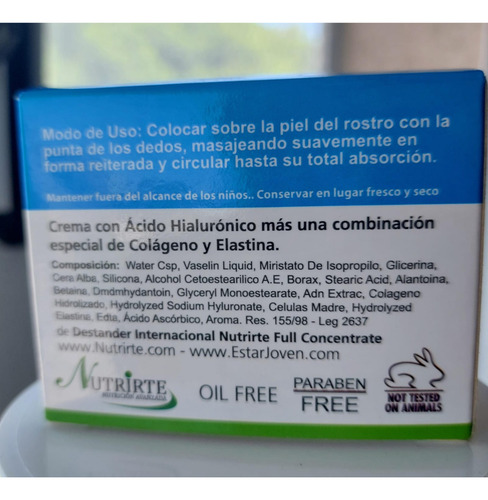 Modo de Uso: Colocar sobre la piel del rostro con la
punta de los dedos, masajeando suavemente en
forma reiterada y circular hasta su total absorción.
Mantener fuera del alcance de los niños.. Conservar en lugar fresco y seco
Crema con Ácido Hialurónico más una combinación
especial de Colágeno y Elastina.
Composición: Water Csp, Vaselin Liquid, Miristato De Isopropilo, Glicerina,
Cera Alba, Silicona, Alcohol Cetoestearilico A.E, Borax, Stearic Acid, Alantoina,
Betaina, Dmdmhydantoin, Glyceryl Monoestearate, Adn Extrac, Colageno
Hidrolizado, Hydrolyzed Sodium Hyluronate, Celulas Madre, Hydrolyzed
Elastina, Edta, Ácido Ascórbico, Aroma. Res. 155/98 - Leg 2637
de Destander Internacional Nutrirte Full Concentrate
www.Nutrirte.com - www.EstarJoven.com
NUTRIRTE
NUTRICIÓN AVANZADA
OIL FREE
PARABEN
FREE
NOT TESTED
ON ANIMALS